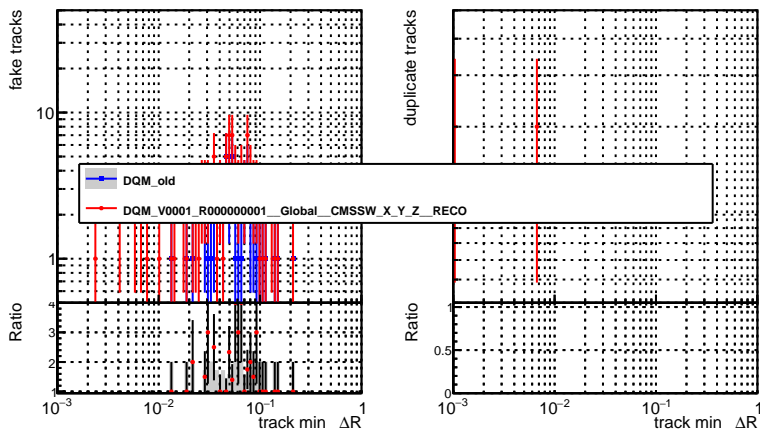 fake tracks
10
1
Ratio
4
3
2
1
10⁻³ 10⁻² 10⁻¹ 1
track min ΔR
duplicate tracks
Ratio
1
0.5
0
10⁻³ 10⁻² 10⁻¹ 1
track min ΔR
DQM_old
DQM_V0001_R000000001__Global__CMSSW_X_Y_Z__RECO